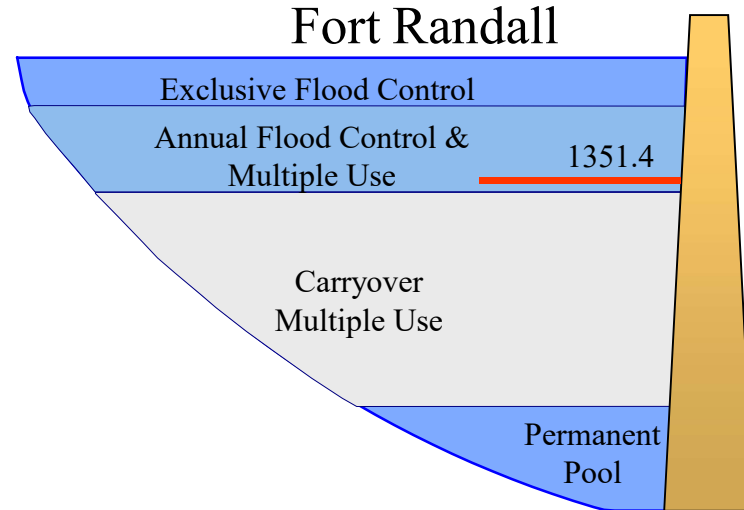 Fort Randall
Exclusive Flood Control
Annual Flood Control &
Multiple Use
1351.4
Carryover
Multiple Use
Permanent
Pool